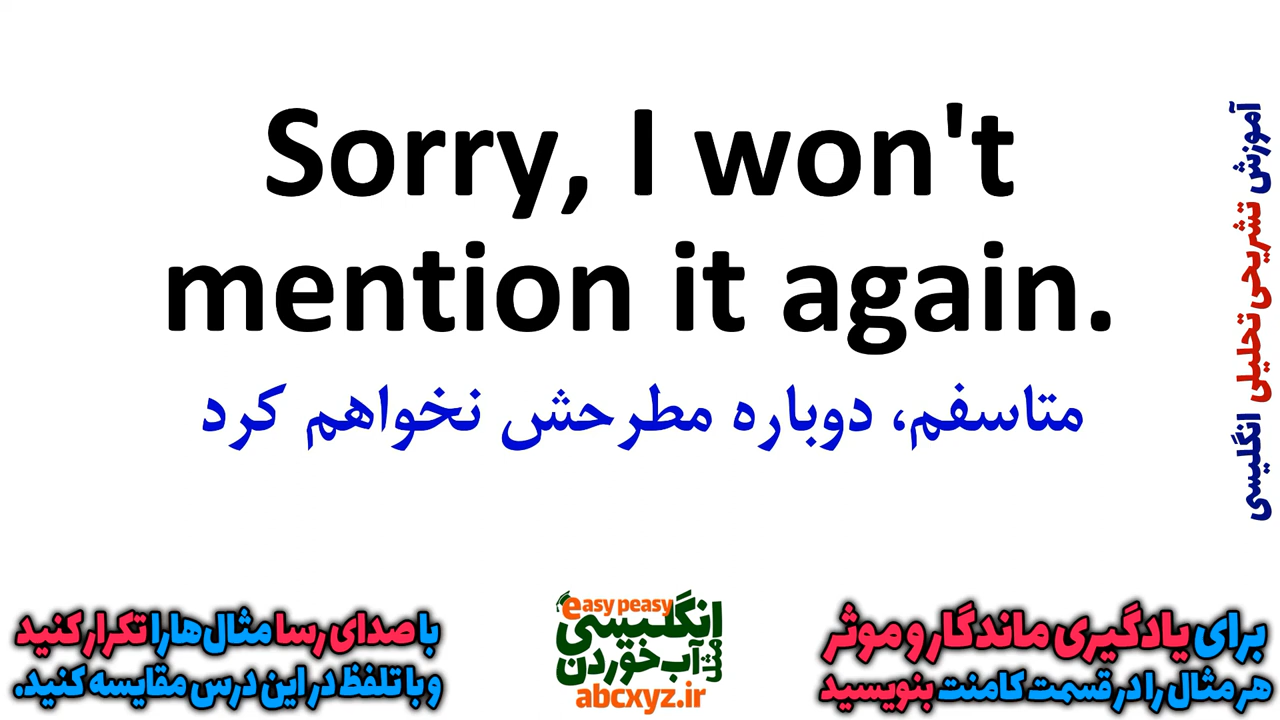 Sorry, I won't
mention it again.
متاسفم، دوباره مطرحش نخواهم کرد
آموزش تشریحی تحلیلی انگلیسی
برای یادگیری ماندگار و موثر
هر مثال را در قسمت کامنت بنویسید
easy peasy
انگلیسی
مثل آب خوردن
abcxyz.ir
با صدای رسا مثال‌ها را تکرار کنید
و با تلفظ در این درس مقایسه کنید.